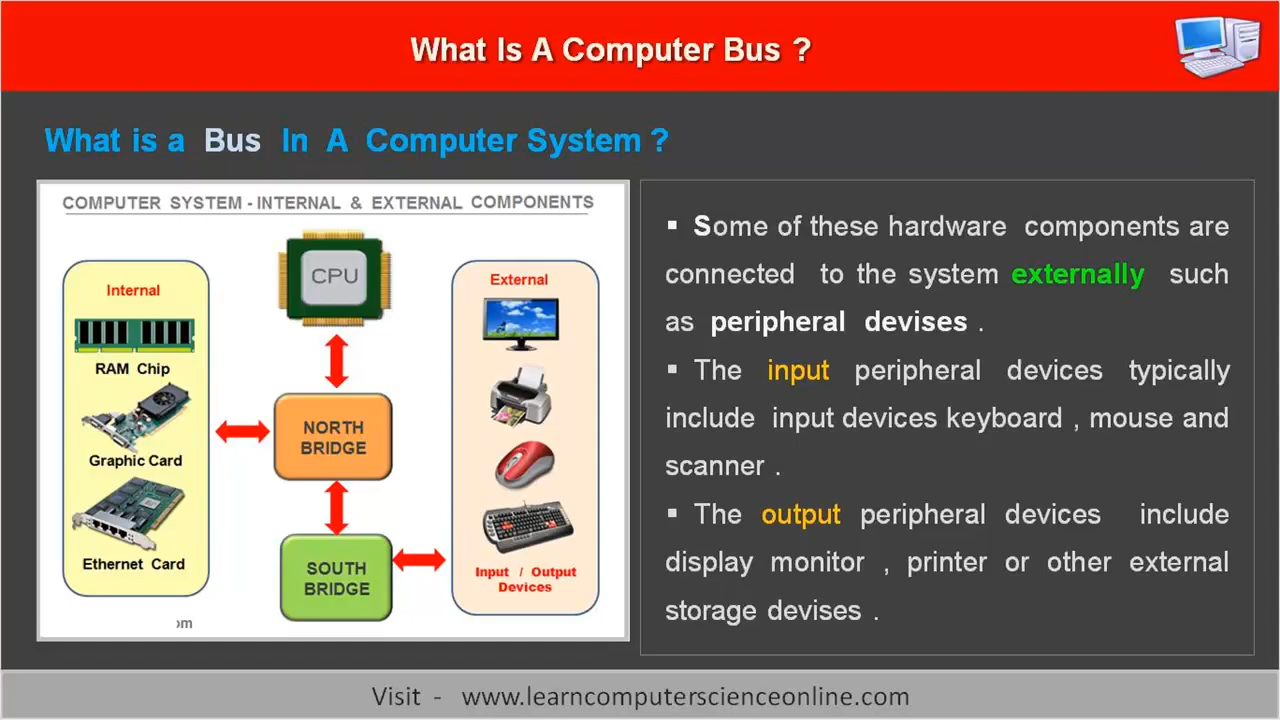 What Is A Computer Bus ?
What is a Bus In A Computer System ?
COMPUTER SYSTEM - INTERNAL & EXTERNAL COMPONENTS
Internal
RAM Chip
Graphic Card
Ethernet Card
CPU
NORTH
BRIDGE
SOUTH
BRIDGE
External
Input / Output
Devices
▪ Some of these hardware components are
connected to the system externally such
as peripheral devises .
▪ The input peripheral devices typically
include input devices keyboard , mouse and
scanner .
▪ The output peripheral devices include
display monitor , printer or other external
storage devises .
Visit - www.learncomputerscienceonline.com